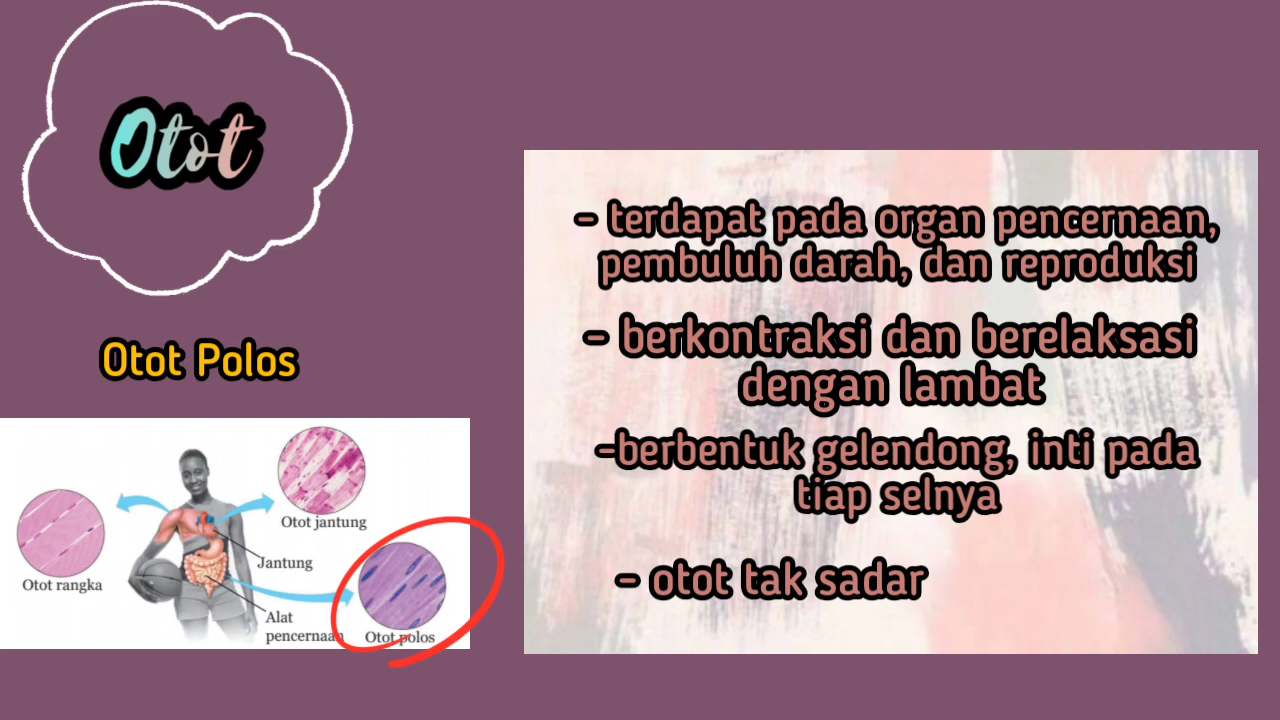 Otot
Otot Polos
Otot rangka
Otot jantung
Jantung
Alat
pencernaan
Otot polos
- terdapat pada organ pencernaan,
pembuluh darah, dan reproduksi
- berkontraksi dan berelaksasi
dengan lambat
-berbentuk gelendong, inti pada
tiap selnya
- otot tak sadar